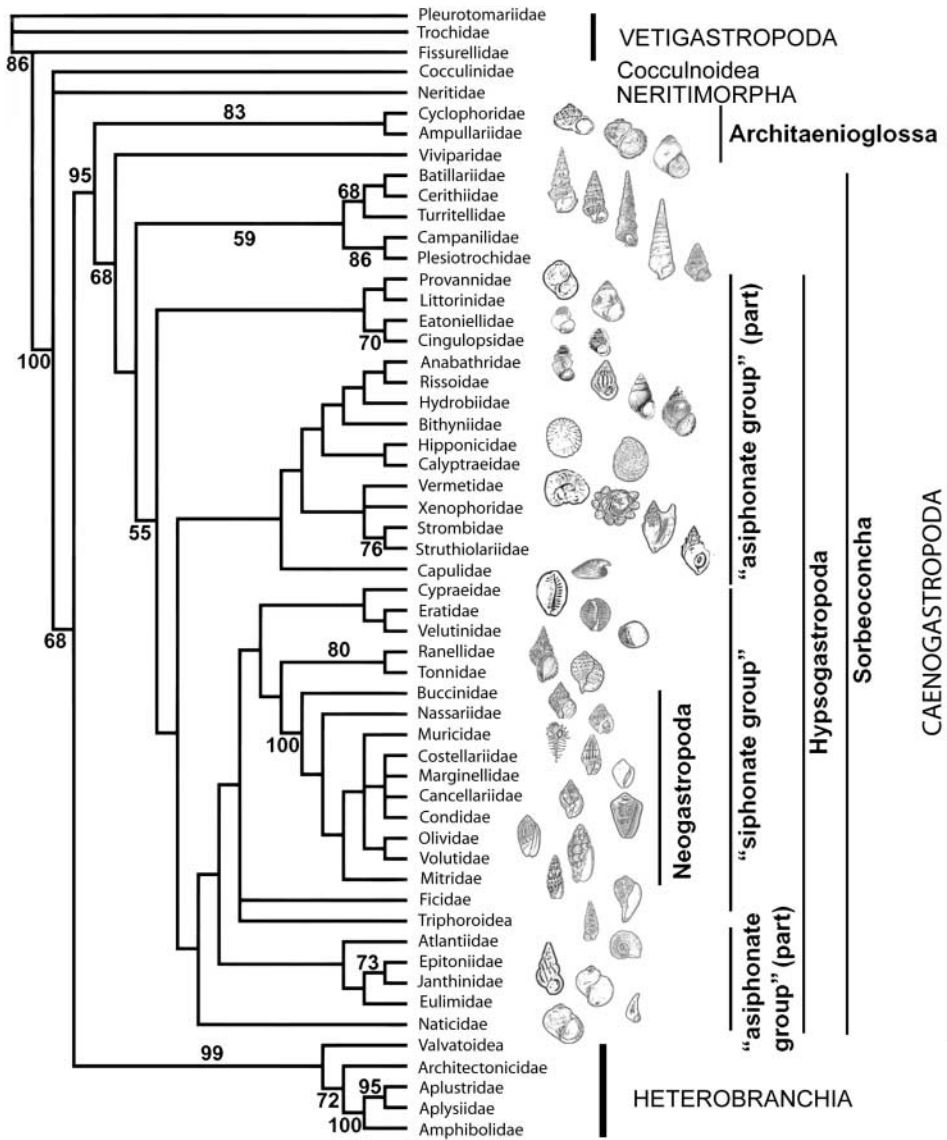 Pleurotomariidae
Trochidae
VETIGASTROPODA
Fissurellidae
86
Cocculinidae
Cocculnoidea
Neritidae
NERITIMORPHA
83
Cyclophoridae
Ampullariidae
Architaenioglossa
Viviparidae
95
Batillariidae
68
Cerithiidae
Turritellidae
59
Campanilidae
86
Plesiotrochidae
68
Provannidae
Littorinidae
Eatoniellidae
70
Cingulopsidae
100
Anabathridae
Rissoidae
Hydrobiidae
Bithyniidae
Hipponicidae
Calyptraeidae
Vermetidae
Xenophoridae
Strombidae
55
76
Struthiolariidae
Capulidae
"asiphonate group" (part)
Cypraeidae
Eratidae
Velutinidae
68
80
Ranellidae
Tonnidae
Buccinidae
Nassariidae
100
Muricidae
Costellariidae
Marginellidae
Cancellariidae
Condidae
Olividae
Volutidae
Mitridae
Neogastropoda
Ficidae
"siphonate group"
Triphoroidea
Atlantiidae
73
Epitoniidae
Janthinidae
Eulimidae
Naticidae
"asiphonate
group" (part)
Hypsogastropoda
Sorbeoconcha
CAENOGASTROPODA
99
Valvatoidea
Architectonicidae
72
95
Aplustridae
Aplysiidae
100
Amphibolidae
HETEROBRANCHIA